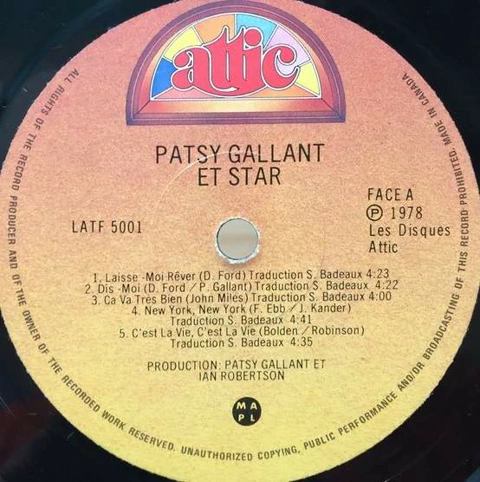 attic
PATSY GALLANT
ET STAR
LATF 5001
FACE A
Ⓟ 1978
Les Disques
Attic
1. Laisse-Moi Rêver (D. Ford) Traduction S. Badeaux 4:23
2. Dis-Moi (D. Ford / P. Gallant) Traduction S. Badeaux 4:22
3. Ca Va Très Bien (John Miles) Traduction S. Badeaux 4:00
4. New York, New York (F. Ebb / J. Kander)
Traduction S. Badeaux 4:41
5. C'est La Vie, C'est La Vie (Bolden / Robinson)
Traduction S. Badeaux 4:35
PRODUCTION: PATSY GALLANT ET
IAN ROBERTSON
M A
P L
ALL RIGHTS OF THE RECORD PRODUCER AND OF THE OWNER OF THE RECORDED WORK RESERVED. UNAUTHORIZED COPYING, PUBLIC PERFORMANCE AND/OR BROADCASTING OF THIS RECORD PROHIBITED. MADE IN CANADA.